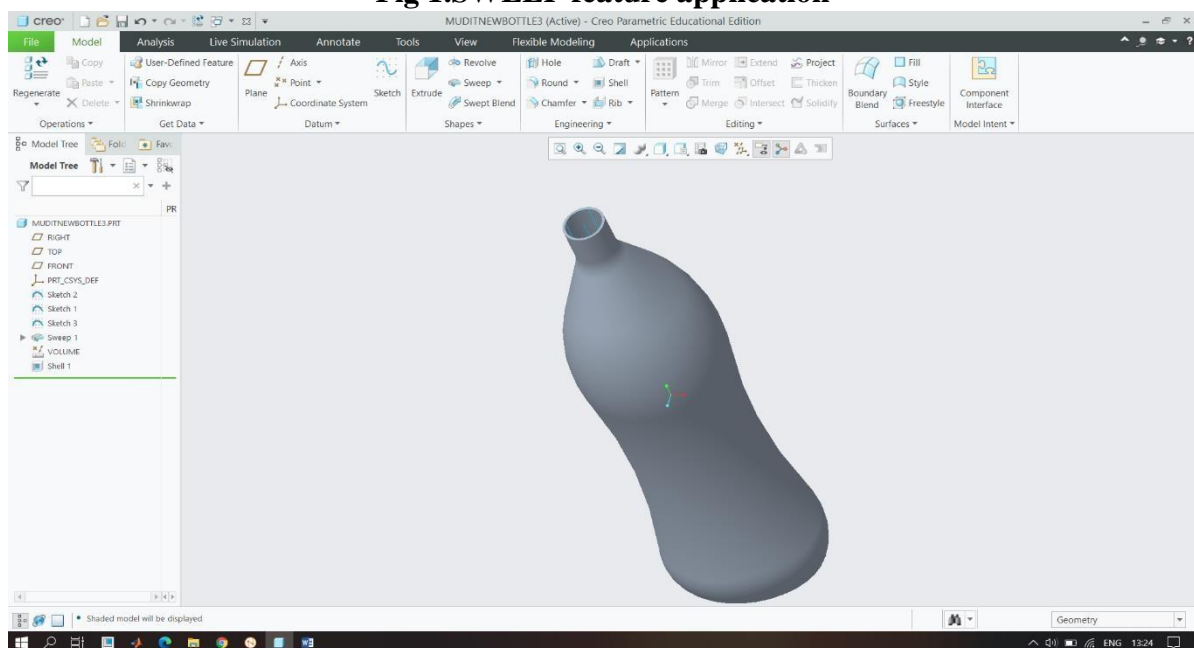 Fig 1.SWEEP feature application
creo
MUDITNEWBOTTLE3 (Active) - Creo Parametric Educational Edition
File Model Analysis Live Simulation Annotate Tools View Flexible Modeling Applications
Copy User-Defined Feature Axis Revolve Hole Draft Mirror Extend Project Fill
Paste Copy Geometry Point Sweep Round Shell Trim Offset Thicken Style
Regenerate Delete Shrinkwrap Plane Coordinate System Sketch Extrude Swept Blend Chamfer Rib Pattern Merge Intersect Solidify Boundary Blend Freestyle Component Interface
Operations Get Data Datum Shapes Engineering Editing Surfaces Model Intent
Model Tree Fol Fav
Model Tree
PR
MUDITNEWBOTTLE3.PRT
RIGHT
TOP
FRONT
PRT_CSYS_DEF
Sketch 2
Sketch 1
Sketch 3
Sweep 1
VOLUME
Shell 1
Shaded model will be displayed
Geometry
ENG 13:24